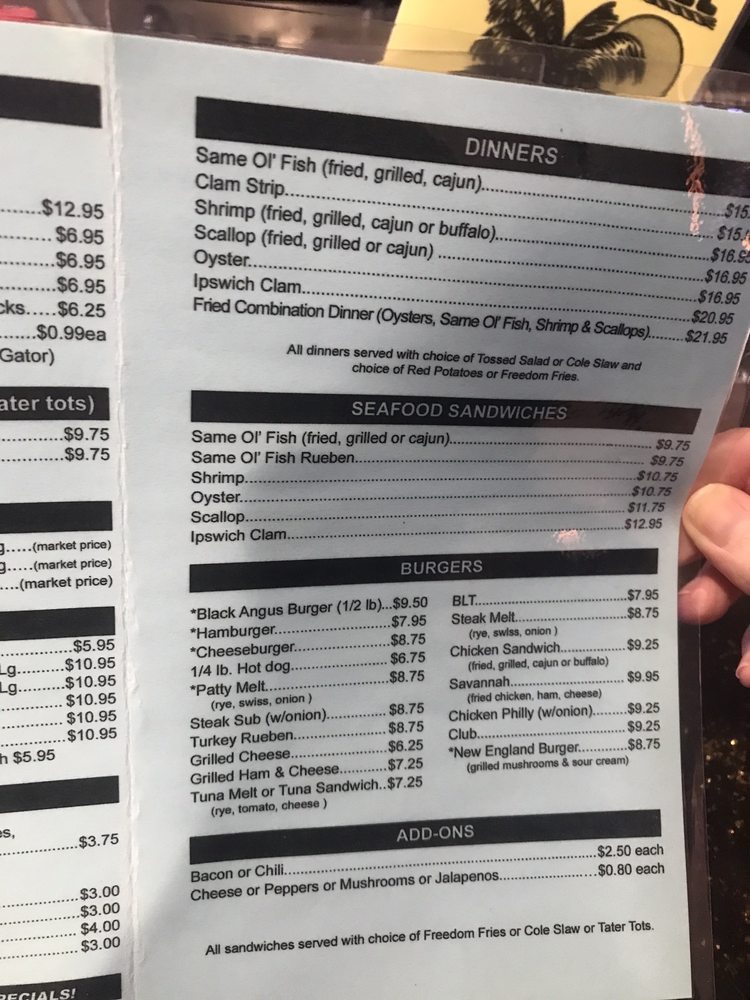 $12.95
$6.95
$6.95
$6.95
cks.....$6.25
$0.99ea
Gator)
ater tots)
$9.75
$9.75
g.....(market price)
g.....(market price)
....(market price)
$5.95
Lg.........$10.95
Lg.........$10.95
$10.95
$10.95
$10.95
h $5.95
es,
$3.75
$3.00
$3.00
$4.00
$3.00
PECIALS!
DINNERS
Same Ol' Fish (fried, grilled, cajun)..........$15.
Clam Strip..........$15.
Shrimp (fried, grilled, cajun or buffalo)..........$16.95
Scallop (fried, grilled or cajun) ..........$16.95
Oyster..........$16.95
Ipswich Clam..........$20.95
Fried Combination Dinner (Oysters, Same Ol' Fish, Shrimp & Scallops)..........$21.95
All dinners served with choice of Tossed Salad or Cole Slaw and
choice of Red Potatoes or Freedom Fries.
SEAFOOD SANDWICHES
Same Ol' Fish (fried, grilled or cajun)..........$9.75
Same Ol' Fish Rueben..........$9.75
Shrimp..........$10.75
Oyster..........$10.75
Scallop..........$11.75
Ipswich Clam..........$12.95
BURGERS
*Black Angus Burger (1/2 lb)...$9.50
*Hamburger..........$7.95
*Cheeseburger..........$8.75
1/4 lb. Hot dog..........$6.75
*Patty Melt..........$8.75
(rye, swiss, onion )
Steak Sub (w/onion)..........$8.75
Turkey Rueben..........$8.75
Grilled Cheese..........$6.25
Grilled Ham & Cheese..........$7.25
Tuna Melt or Tuna Sandwich..$7.25
(rye, tomato, cheese )
BLT..........$7.95
Steak Melt..........$8.75
(rye, swiss, onion )
Chicken Sandwich..........$9.25
(fried, grilled, cajun or buffalo)
Savannah..........$9.95
(fried chicken, ham, cheese)
Chicken Philly (w/onion)..........$9.25
Club..........$9.25
*New England Burger..........$8.75
(grilled mushrooms & sour cream)
ADD-ONS
Bacon or Chili..........$2.50 each
Cheese or Peppers or Mushrooms or Jalapenos..........$0.80 each
All sandwiches served with choice of Freedom Fries or Cole Slaw or Tater Tots.